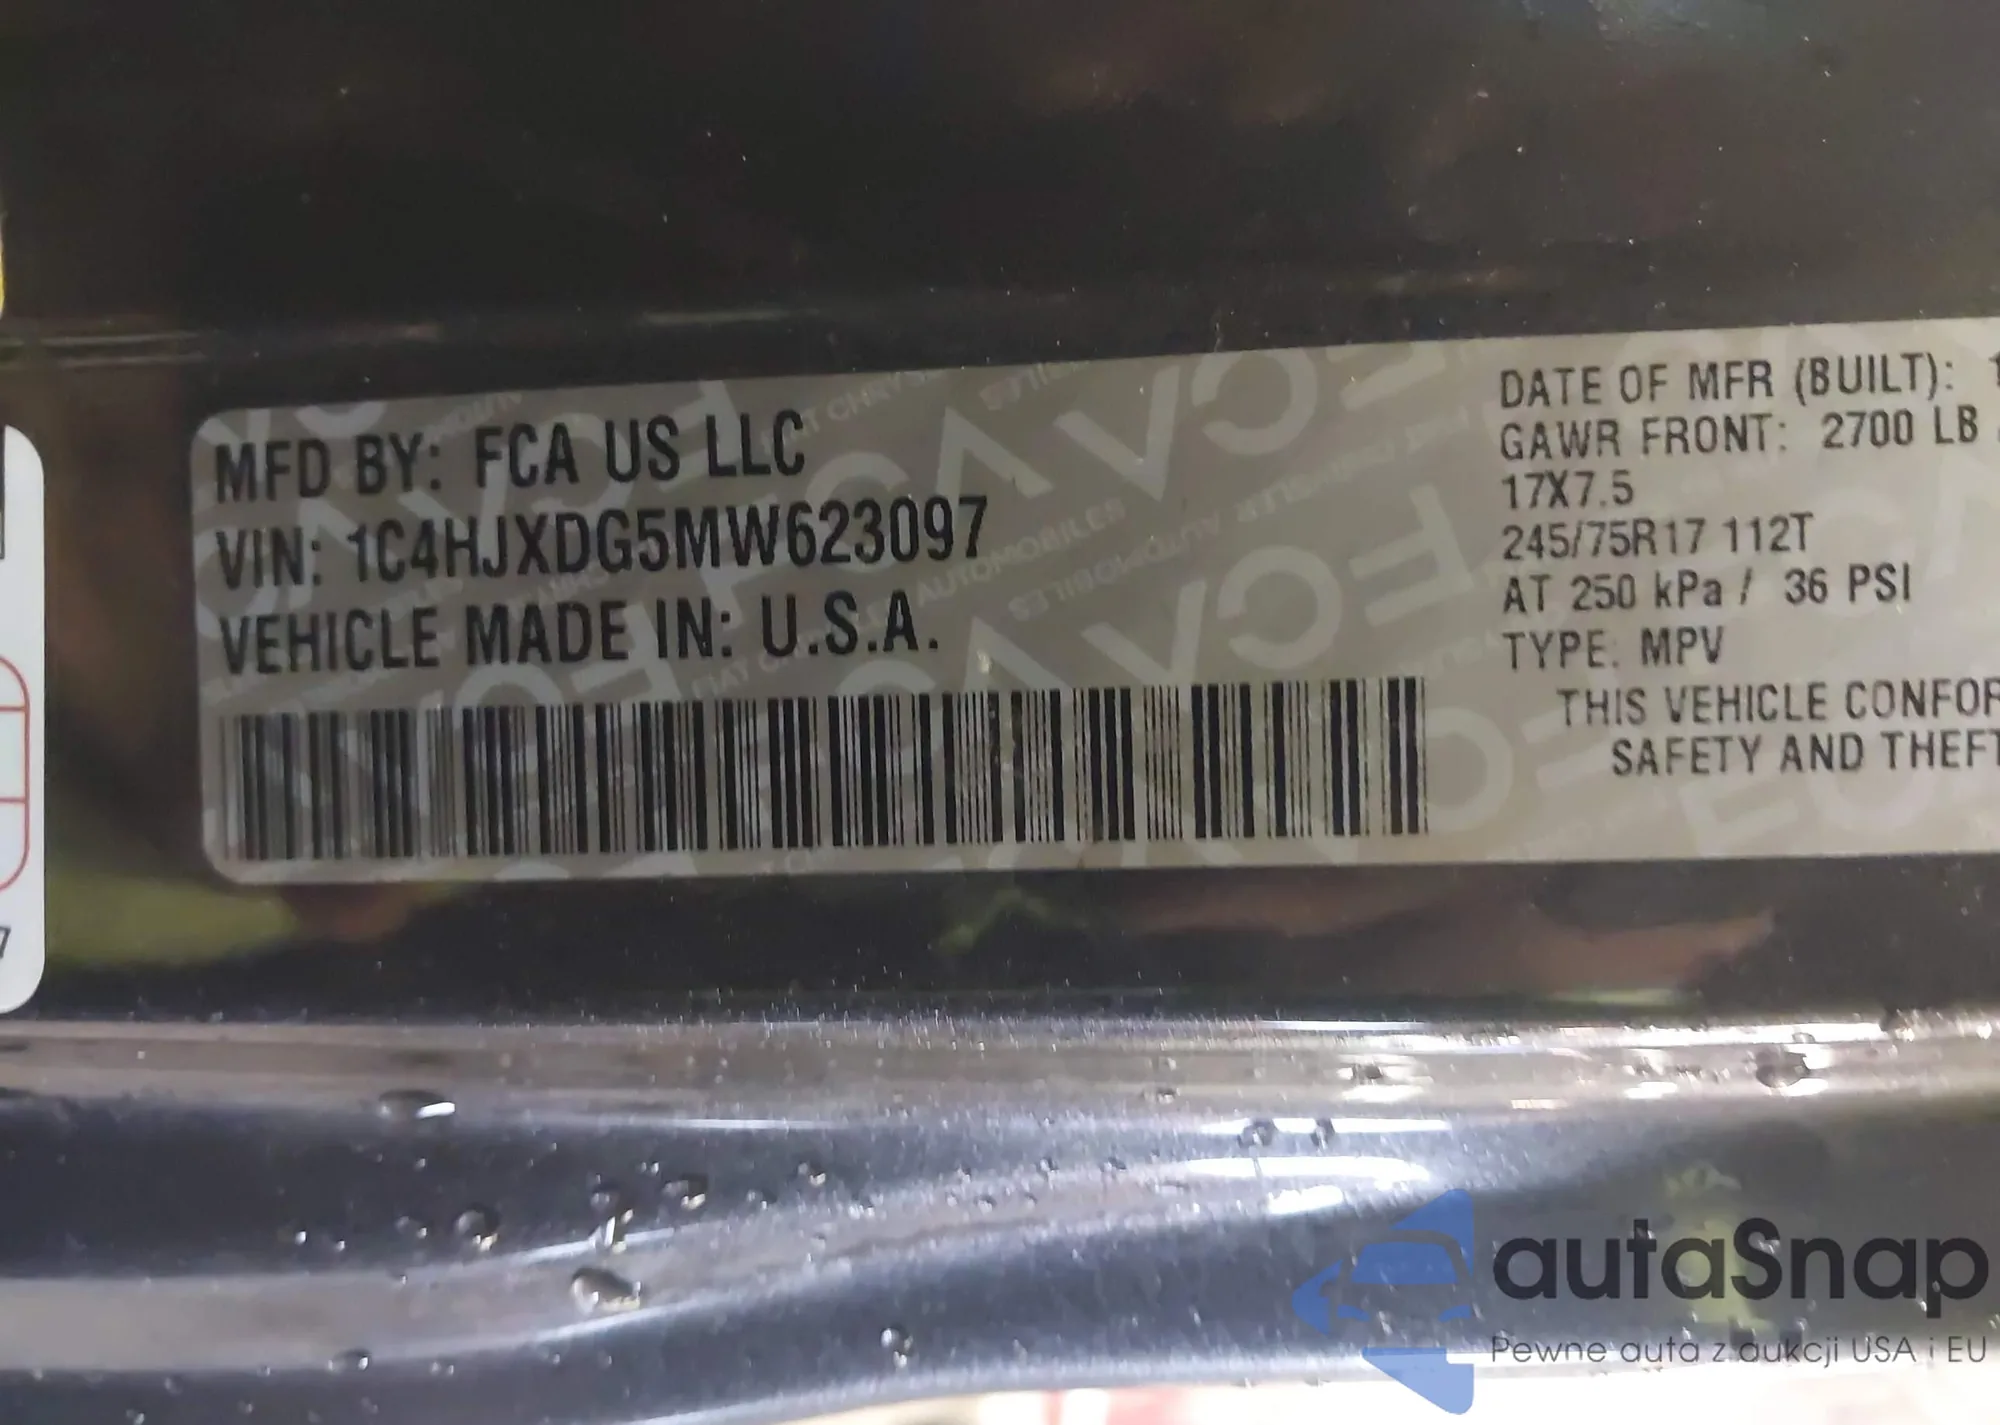 MFD BY: FCA US LLC
VIN: 1C4HJXDG5MW623097
VEHICLE MADE IN: U.S.A.
DATE OF MFR (BUILT): 1
GAWR FRONT: 2700 LB
17X7.5
245/75R17 112T
AT 250 kPa / 36 PSI
TYPE: MPV
THIS VEHICLE CONFOR
SAFETY AND THEFT
7
autaSnap
Pewne auta z aukcji USA i EU